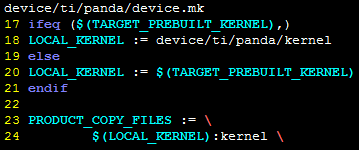 device/ti/panda/device.mk
17 ifeq ($(TARGET_PREBUILT_KERNEL),)
18 LOCAL_KERNEL := device/ti/panda/kernel
19 else
20 LOCAL_KERNEL := $(TARGET_PREBUILT_KERNEL)
21 endif
22
23 PRODUCT_COPY_FILES := \
24         $(LOCAL_KERNEL):kernel \